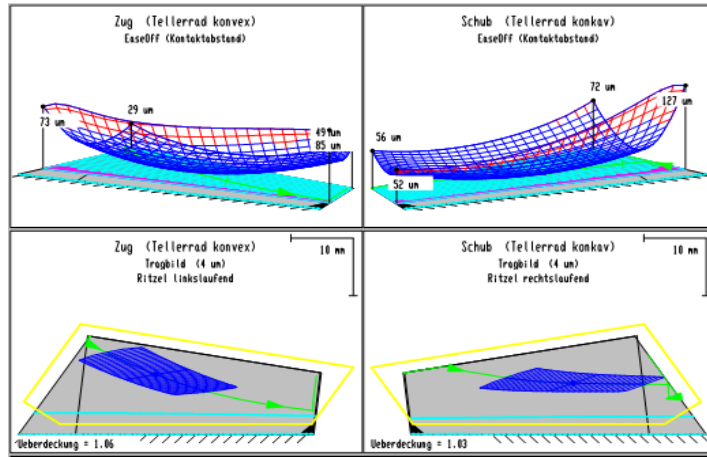 Zug (Tellerrad konvex)
EaseOff (Kontaktabstand)
29 um
73 um
49 um
85 um
Schub (Tellerrad konkav)
EaseOff (Kontaktabstand)
72 um
127 um
56 um
52 um
Zug (Tellerrad konvex)
Tragbild (4 um)
Ritzel linkslaufend
10 mm
Ueberdeckung = 1.06
Schub (Tellerrad konkav)
Tragbild (4 um)
Ritzel rechtslaufend
10 mm
Ueberdeckung = 1.03